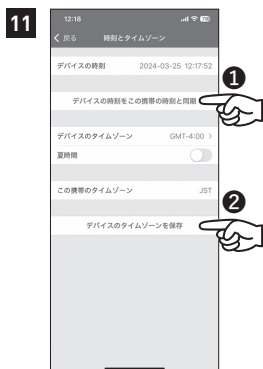 11
12:18
戻る 時刻とタイムゾーン
デバイスの時刻 2024-03-25 12:17:52
デバイスの時刻をこの携帯の時刻と同期
❶
デバイスのタイムゾーン GMT-4:00 >
夏時間
この携帯のタイムゾーン JST
❷
デバイスのタイムゾーンを保存